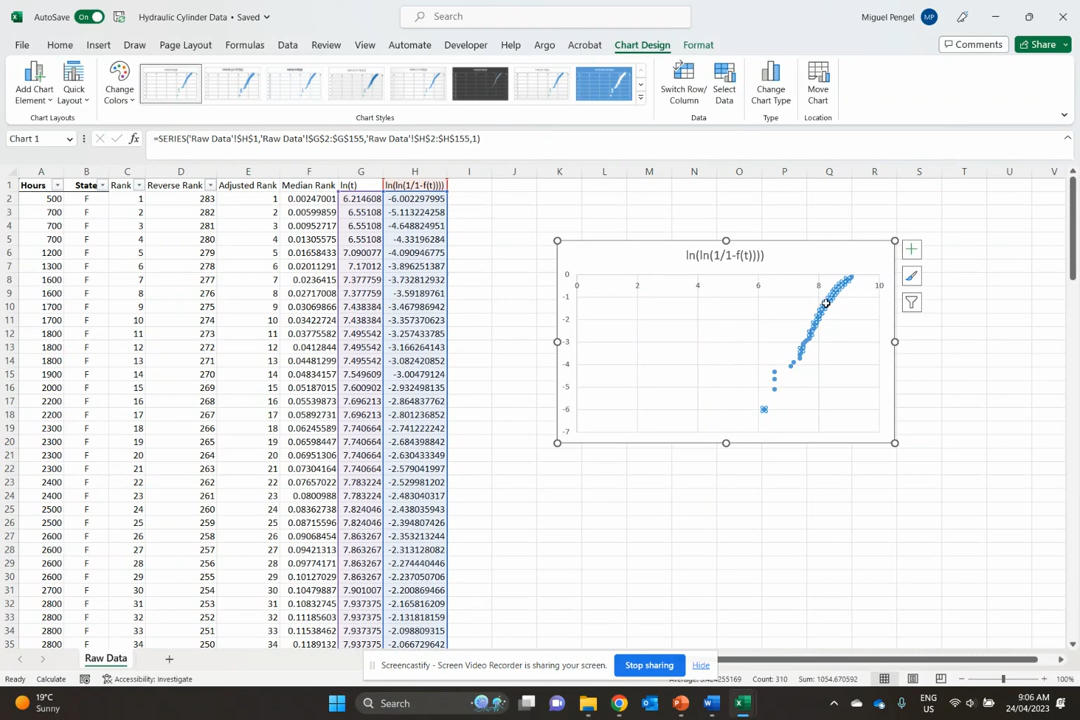 AutoSave On Hydraulic Cylinder Data • Saved Search Miguel Pengel MP
File Home Insert Draw Page Layout Formulas Data Review View Automate Developer Help Argo Acrobat Chart Design Format Comments Share
Add Chart Element Quick Layout Change Colors Switch Row/ Column Select Data Change Chart Type Move Chart
Chart Layouts Chart Styles Data Type Location
Chart 1 fx =SERIES('Raw Data'!$H$1,'Raw Data'!$G$2:$G$155,'Raw Data'!$H$2:$H$155,1)
A B C D E F G H I J K L M N O P Q R S T U V
1 Hours State Rank Reverse Rank Adjusted Rank Median Rank ln(t) ln(ln(1/1-f(t))))
2 500 F 1 283 1 0.00247001 6.214608 -6.002297995
3 700 F 2 282 2 0.00599859 6.55108 -5.113224258
4 700 F 3 281 3 0.00952717 6.55108 -4.648824951
5 700 F 4 280 4 0.01305575 6.55108 -4.33196284
6 1200 F 5 279 5 0.01658433 7.090077 -4.090946775
7 1300 F 6 278 6 0.02011291 7.17012 -3.896251387
8 1600 F 7 277 7 0.0236415 7.377759 -3.732812932
9 1600 F 8 276 8 0.02717008 7.377759 -3.59189761
10 1700 F 9 275 9 0.03069866 7.438384 -3.467986942
11 1700 F 10 274 10 0.03422724 7.438384 -3.357370623
12 1800 F 11 273 11 0.03775582 7.495542 -3.257433785
13 1800 F 12 272 12 0.0412844 7.495542 -3.166264143
14 1800 F 13 271 13 0.04481299 7.495542 -3.082420852
15 1900 F 14 270 14 0.04834157 7.549609 -3.00479124
16 2000 F 15 269 15 0.05187015 7.600902 -2.932498135
17 2200 F 16 268 16 0.05539873 7.696213 -2.864837762
18 2200 F 17 267 17 0.05892731 7.696213 -2.801236852
19 2300 F 18 266 18 0.06245589 7.740664 -2.741222242
20 2300 F 19 265 19 0.06598447 7.740664 -2.684398842
21 2300 F 20 264 20 0.06951306 7.740664 -2.630433349
22 2300 F 21 263 21 0.07304164 7.740664 -2.579041997
23 2400 F 22 262 22 0.07657022 7.783224 -2.529981202
24 2400 F 23 261 23 0.0800988 7.783224 -2.483040317
25 2500 F 24 260 24 0.08362738 7.824046 -2.438035943
26 2500 F 25 259 25 0.08715596 7.824046 -2.394807426
27 2600 F 26 258 26 0.09068454 7.863267 -2.353213244
28 2600 F 27 257 27 0.09421313 7.863267 -2.313128082
29 2600 F 28 256 28 0.09774171 7.863267 -2.274440446
30 2600 F 29 255 29 0.10127029 7.863267 -2.237050706
31 2700 F 30 254 30 0.10479887 7.901007 -2.200869466
32 2800 F 31 253 31 0.10832745 7.937375 -2.165816209
33 2800 F 32 252 32 0.11185603 7.937375 -2.131818159
34 2800 F 33 251 33 0.11538462 7.937375 -2.098809315
35 2800 F 34 250 34 0.1189132 7.937375 -2.066729642
ln(ln(1/1-f(t))))
0
0 2 4 6 8 10
-1
-2
-3
-4
-5
-6
-7
Raw Data
Screencastify - Screen Video Recorder is sharing your screen. Stop sharing Hide
Ready Calculate Accessibility: Investigate Count: 310 Sum: 1054.670592
19°C
Sunny
Search
ENG
US
9:06 AM
24/04/2023